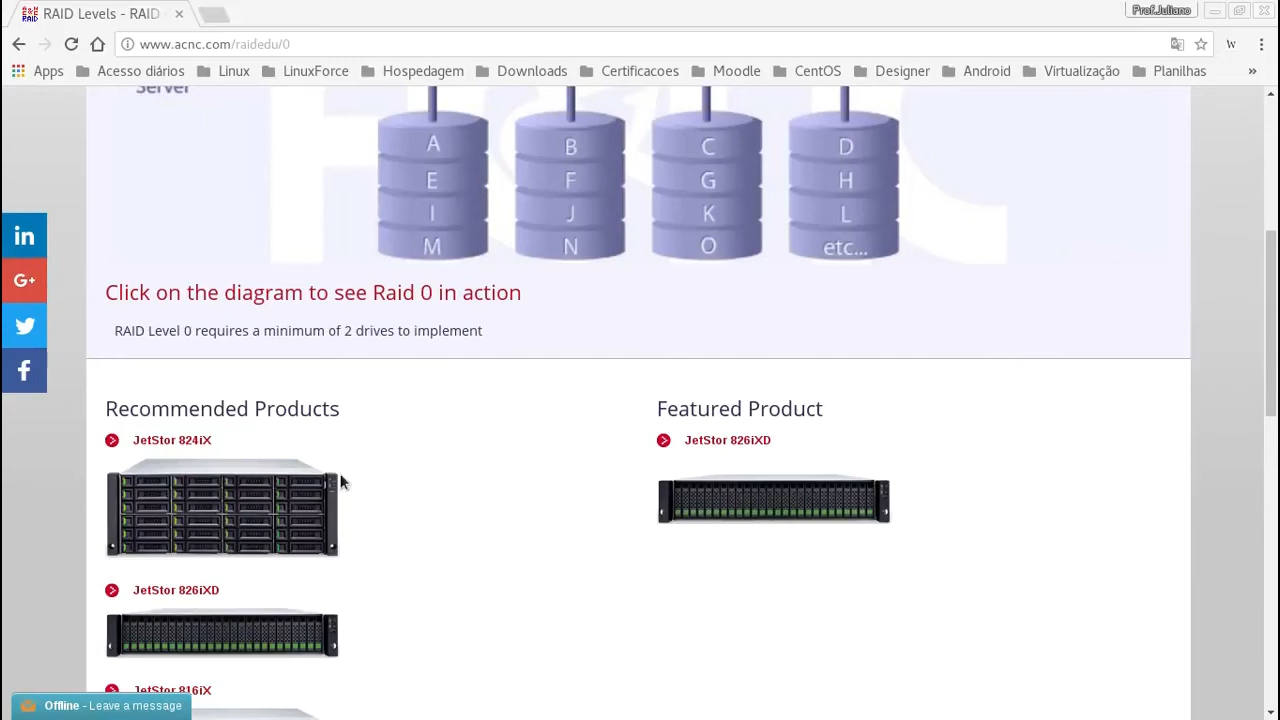 RAID Levels - RAID
Prof.Juliano
www.acnc.com/raidedu/0
W
Apps Acesso diários Linux LinuxForce Hospedagem Downloads Certificacoes Moodle CentOS Designer Android Virtualização Planilhas »
Server
A B C D
E F G H
I J K L
M N O etc...
Click on the diagram to see Raid 0 in action
RAID Level 0 requires a minimum of 2 drives to implement
in
G+
f
Recommended Products
Featured Product
JetStor 824iX
JetStor 826iXD
JetStor 826iXD
JetStor 816iX
Offline - Leave a message